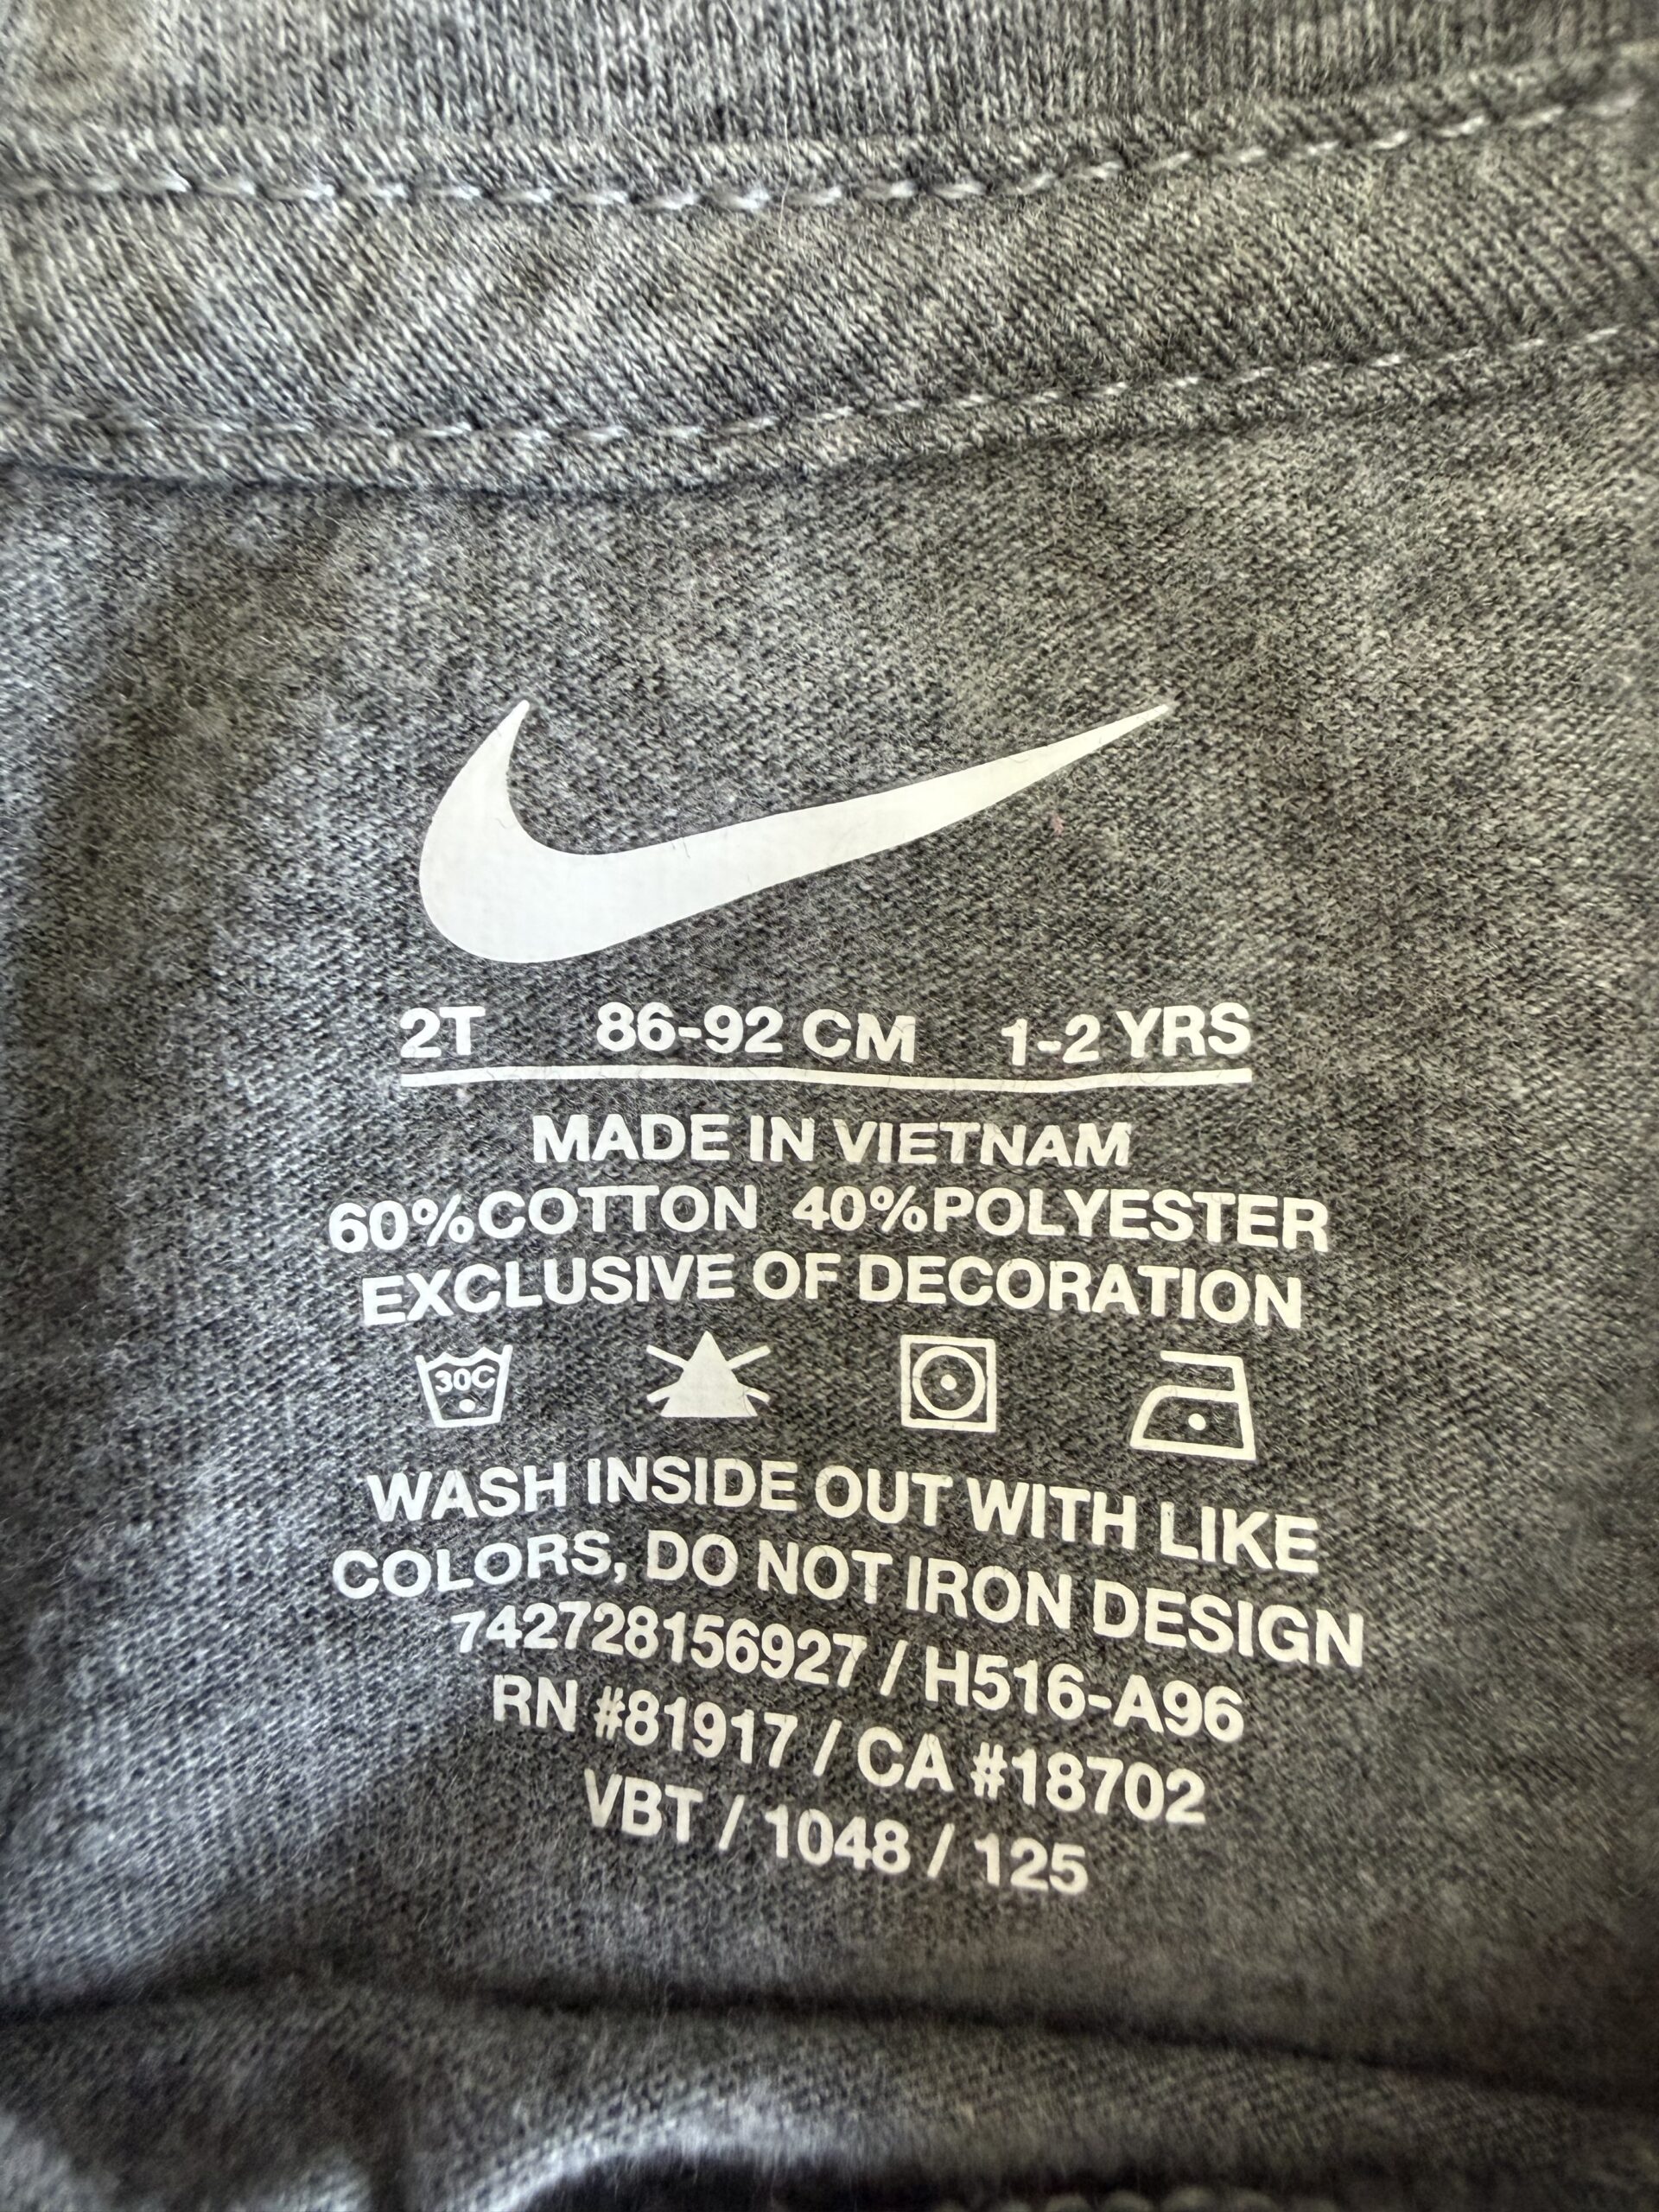 2T 86-92 CM 1-2 YRS
MADE IN VIETNAM
60%COTTON 40%POLYESTER
EXCLUSIVE OF DECORATION
30C
WASH INSIDE OUT WITH LIKE
COLORS, DO NOT IRON DESIGN
742728156927 / H516-A96
RN #81917 / CA #18702
VBT / 1048 / 125